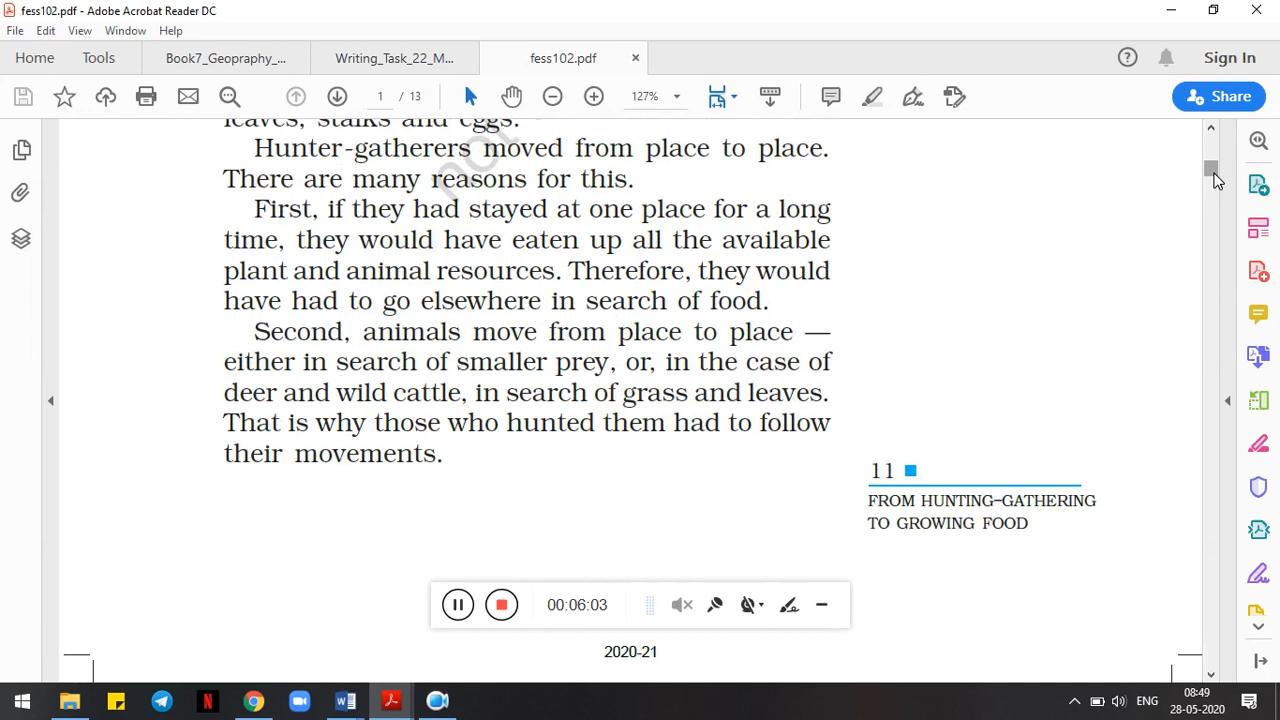 fess102.pdf - Adobe Acrobat Reader DC
File Edit View Window Help
Home Tools Book7_Geopraphy_... Writing_Task_22_M... fess102.pdf ×
Sign In
1 / 13 127% Share
leaves, stalks and eggs.
not
Hunter-gatherers moved from place to place.
There are many reasons for this.
First, if they had stayed at one place for a long
time, they would have eaten up all the available
plant and animal resources. Therefore, they would
have had to go elsewhere in search of food.
Second, animals move from place to place —
either in search of smaller prey, or, in the case of
deer and wild cattle, in search of grass and leaves.
That is why those who hunted them had to follow
their movements.
11
FROM HUNTING–GATHERING
TO GROWING FOOD
00:06:03
2020-21
ENG
08:49
28-05-2020